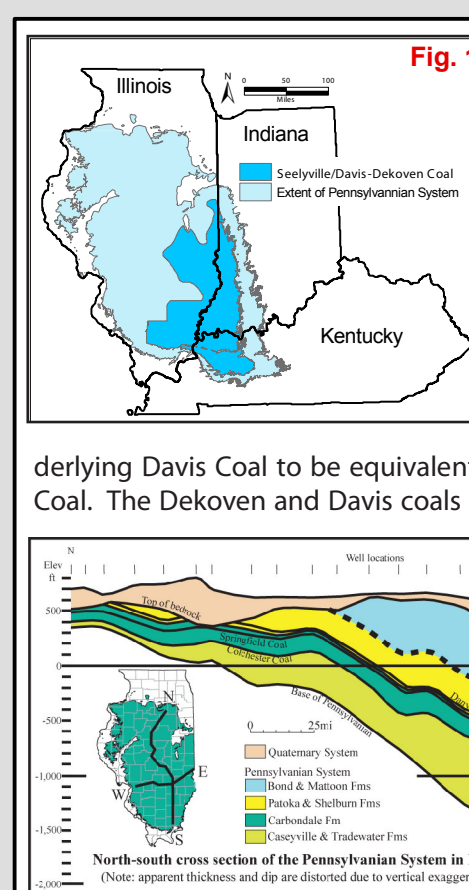 Fig. 1
Illinois
N
0 50 100
Miles
Indiana
Seelyville/Davis-Dekoven Coal
Extent of Pennsylvannian System
Kentucky
derlying Davis Coal to be equivalent
Coal. The Dekoven and Davis coals
N
Well locations
Elev
ft
Top of bedrock
500
Springfield Coal
Colchester Coal
0
Base of Pennsylvanian
Danv
N
0 25mi
-500
Quaternary System
E
Pennsylvanian System
Bond & Mattoon Fms
-1,000
W
Patoka & Shelburn Fms
Carbondale Fm
-1,500
S
Caseyville & Tradewater Fms
North-south cross section of the Pennsylvanian System in
(Note: apparent thickness and dip are distorted due to vertical exagger
-2,000